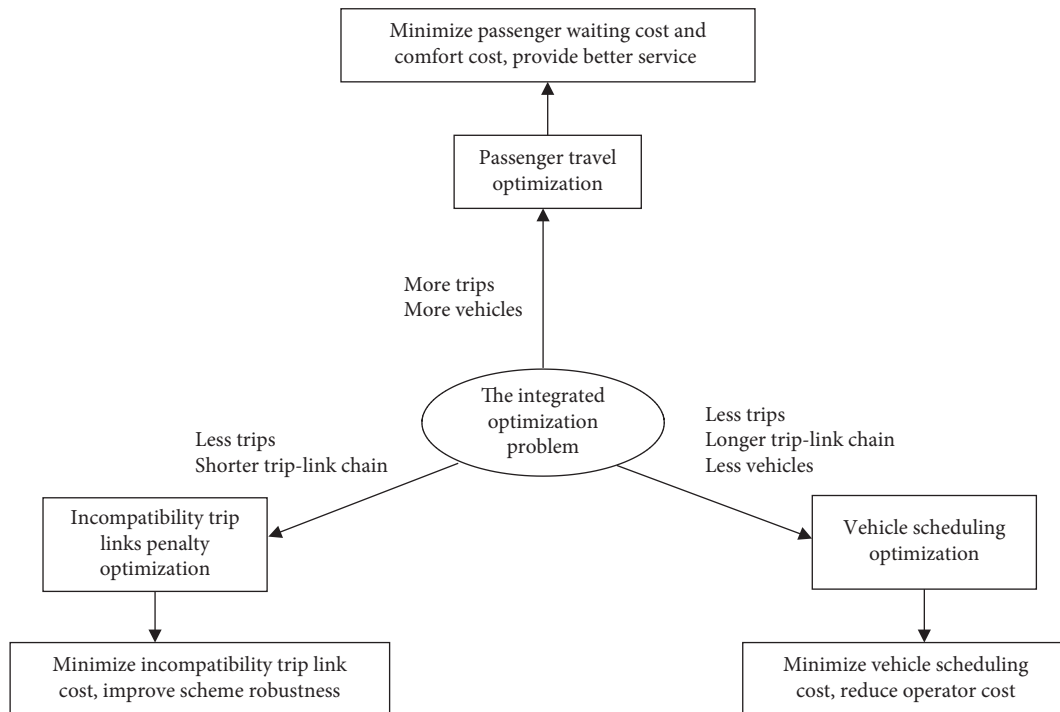 Minimize passenger waiting cost and
comfort cost, provide better service
Passenger travel
optimization
More trips
More vehicles
The integrated
optimization
problem
Less trips
Shorter trip-link chain
Less trips
Longer trip-link chain
Less vehicles
Incompatibility trip
links penalty
optimization
Vehicle scheduling
optimization
Minimize incompatibility trip link
cost, improve scheme robustness
Minimize vehicle scheduling
cost, reduce operator cost